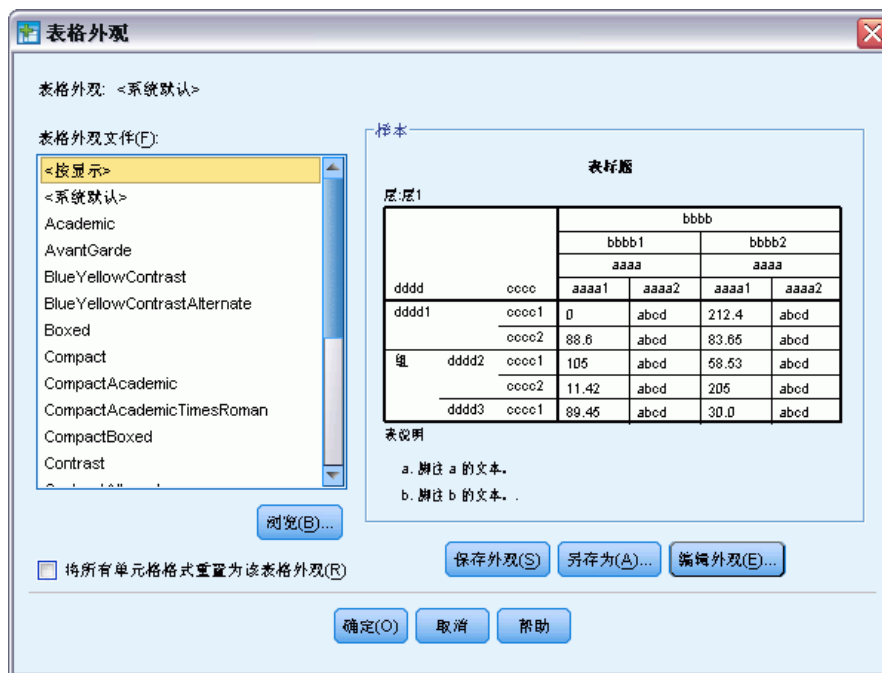 表格外观
表格外观: <系统默认>
表格外观文件(F):
<按显示>
<系统默认>
Academic
AvantGarde
BlueYellowContrast
BlueYellowContrastAlternate
Boxed
Compact
CompactAcademic
CompactAcademicTimesRoman
CompactBoxed
Contrast
浏览(B)...
将所有单元格格式重置为该表格外观(R)
样本
表标题
层:层1
bbbb
bbbb1 bbbb2
aaaa aaaa
dddd cccc aaaa1 aaaa2 aaaa1 aaaa2
dddd1 cccc1 0 abcd 212.4 abcd
cccc2 88.6 abcd 83.65 abcd
组 dddd2 cccc1 105 abcd 58.53 abcd
cccc2 11.42 abcd 205 abcd
dddd3 cccc1 89.45 abcd 30.0 abcd
表说明
a. 脚注 a 的文本。
b. 脚注 b 的文本。.
保存外观(S) 另存为(A)... 编辑外观(E)...
确定(O) 取消 帮助